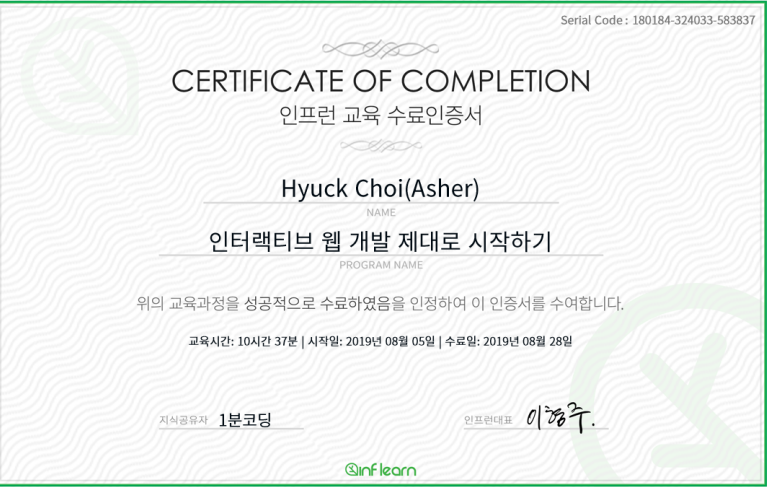 Serial Code : 180184-324033-583837
CERTIFICATE OF COMPLETION
인프런 교육 수료인증서
Hyuck Choi(Asher)
NAME
인터랙티브 웹 개발 제대로 시작하기
PROGRAM NAME
위의 교육과정을 성공적으로 수료하였음을 인정하여 이 인증서를 수여합니다.
교육시간: 10시간 37분 | 시작일: 2019년 08월 05일 | 수료일: 2019년 08월 28일
지식공유자 1분코딩
인프런대표 이형주.
inflearn